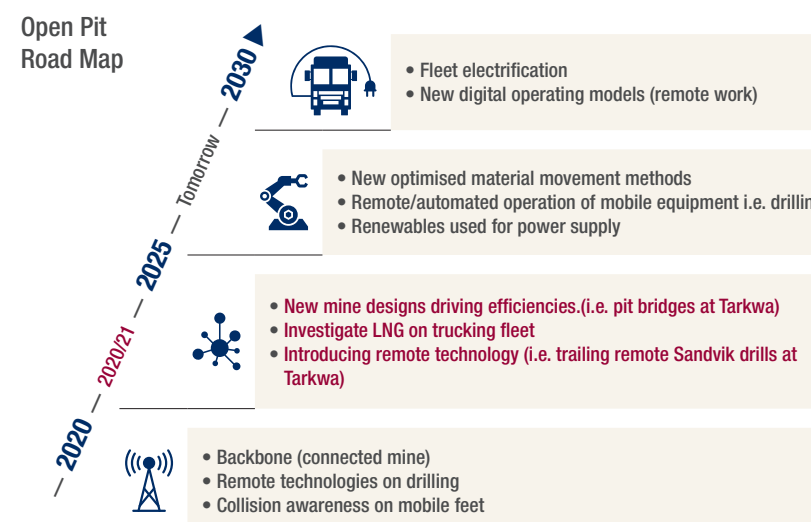 Open Pit
Road Map
2030
• Fleet electrification
• New digital operating models (remote work)
Tomorrow
• New optimised material movement methods
• Remote/automated operation of mobile equipment i.e. drillin
• Renewables used for power supply
2025
• New mine designs driving efficiencies.(i.e. pit bridges at Tarkwa)
• Investigate LNG on trucking fleet
• Introducing remote technology (i.e. trailing remote Sandvik drills at
Tarkwa)
2020/21
2020
• Backbone (connected mine)
• Remote technologies on drilling
• Collision awareness on mobile feet